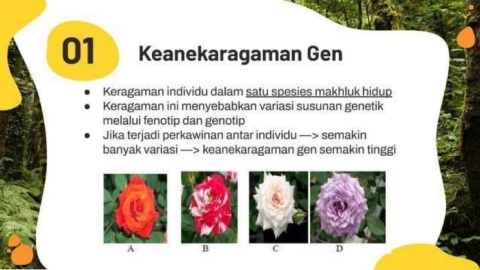 01
Keanekaragaman Gen
● Keragaman individu dalam satu spesies makhluk hidup
● Keragaman ini menyebabkan variasi susunan genetik
melalui fenotip dan genotip
● Jika terjadi perkawinan antar individu —> semakin
banyak variasi —> keanekaragaman gen semakin tinggi
A B C D